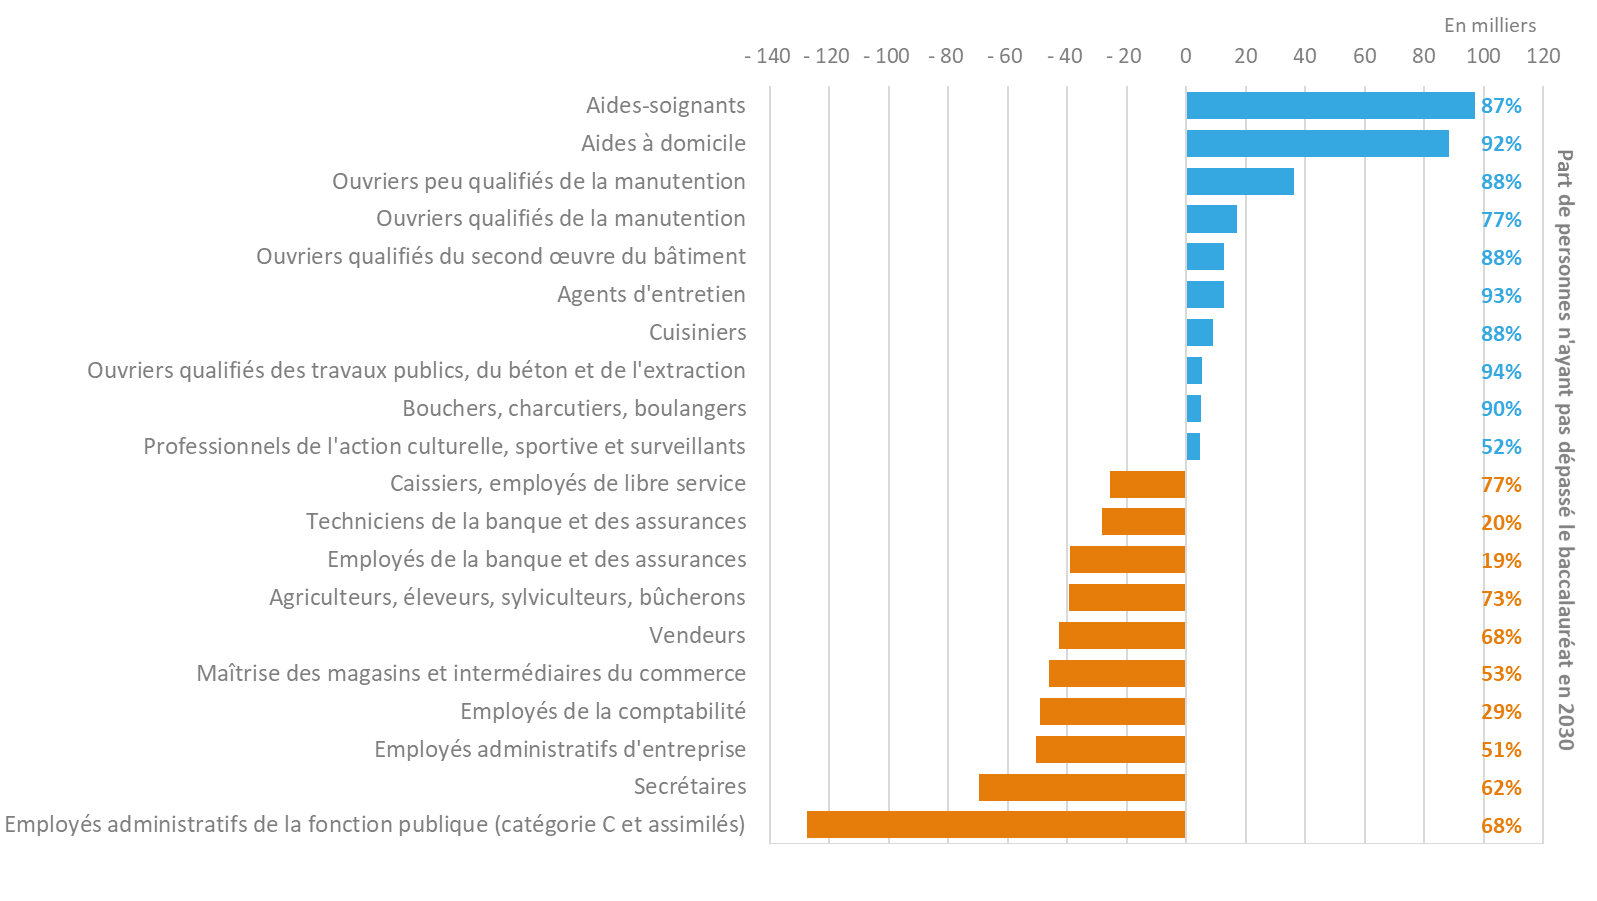 En milliers
- 140 - 120 - 100 - 80 - 60 - 40 - 20 0 20 40 60 80 100 120
Aides-soignants 87%
Aides à domicile 92%
Ouvriers peu qualifiés de la manutention 88%
Ouvriers qualifiés de la manutention 77%
Ouvriers qualifiés du second œuvre du bâtiment 88%
Agents d'entretien 93%
Cuisiniers 88%
Ouvriers qualifiés des travaux publics, du béton et de l'extraction 94%
Bouchers, charcutiers, boulangers 90%
Professionnels de l'action culturelle, sportive et surveillants 52%
Caissiers, employés de libre service 77%
Techniciens de la banque et des assurances 20%
Employés de la banque et des assurances 19%
Agriculteurs, éleveurs, sylviculteurs, bûcherons 73%
Vendeurs 68%
Maîtrise des magasins et intermédiaires du commerce 53%
Employés de la comptabilité 29%
Employés administratifs d'entreprise 51%
Secrétaires 62%
Employés administratifs de la fonction publique (catégorie C et assimilés) 68%
Part de personnes n'ayant pas dépassé le baccalauréat en 2030